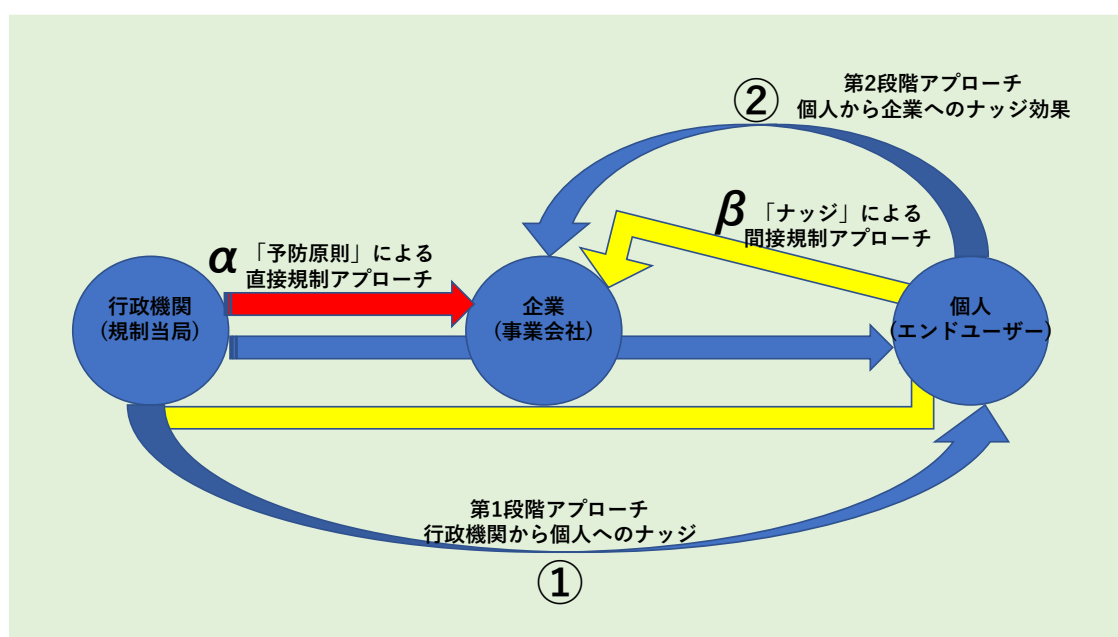 ②
第2段階アプローチ
個人から企業へのナッジ効果
α
「予防原則」による
直接規制アプローチ
β
「ナッジ」による
間接規制アプローチ
行政機関
(規制当局)
企業
(事業会社)
個人
(エンドユーザー)
第1段階アプローチ
行政機関から個人へのナッジ
①